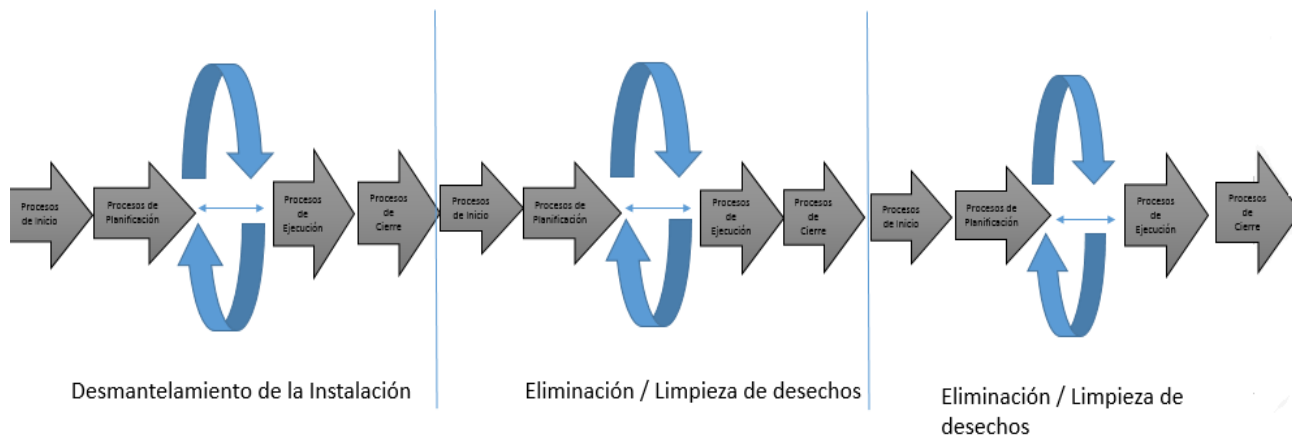 Procesos
de Inicio
Procesos de
Planificación
Procesos
de
Ejecución
Procesos
de
Cierre
Procesos
de Inicio
Procesos de
Planificación
Procesos
de
Ejecución
Procesos
de
Cierre
Procesos
de Inicio
Procesos de
Planificación
Procesos
de
Ejecución
Procesos
de
Cierre
Desmantelamiento de la Instalación
Eliminación / Limpieza de desechos
Eliminación / Limpieza de
desechos